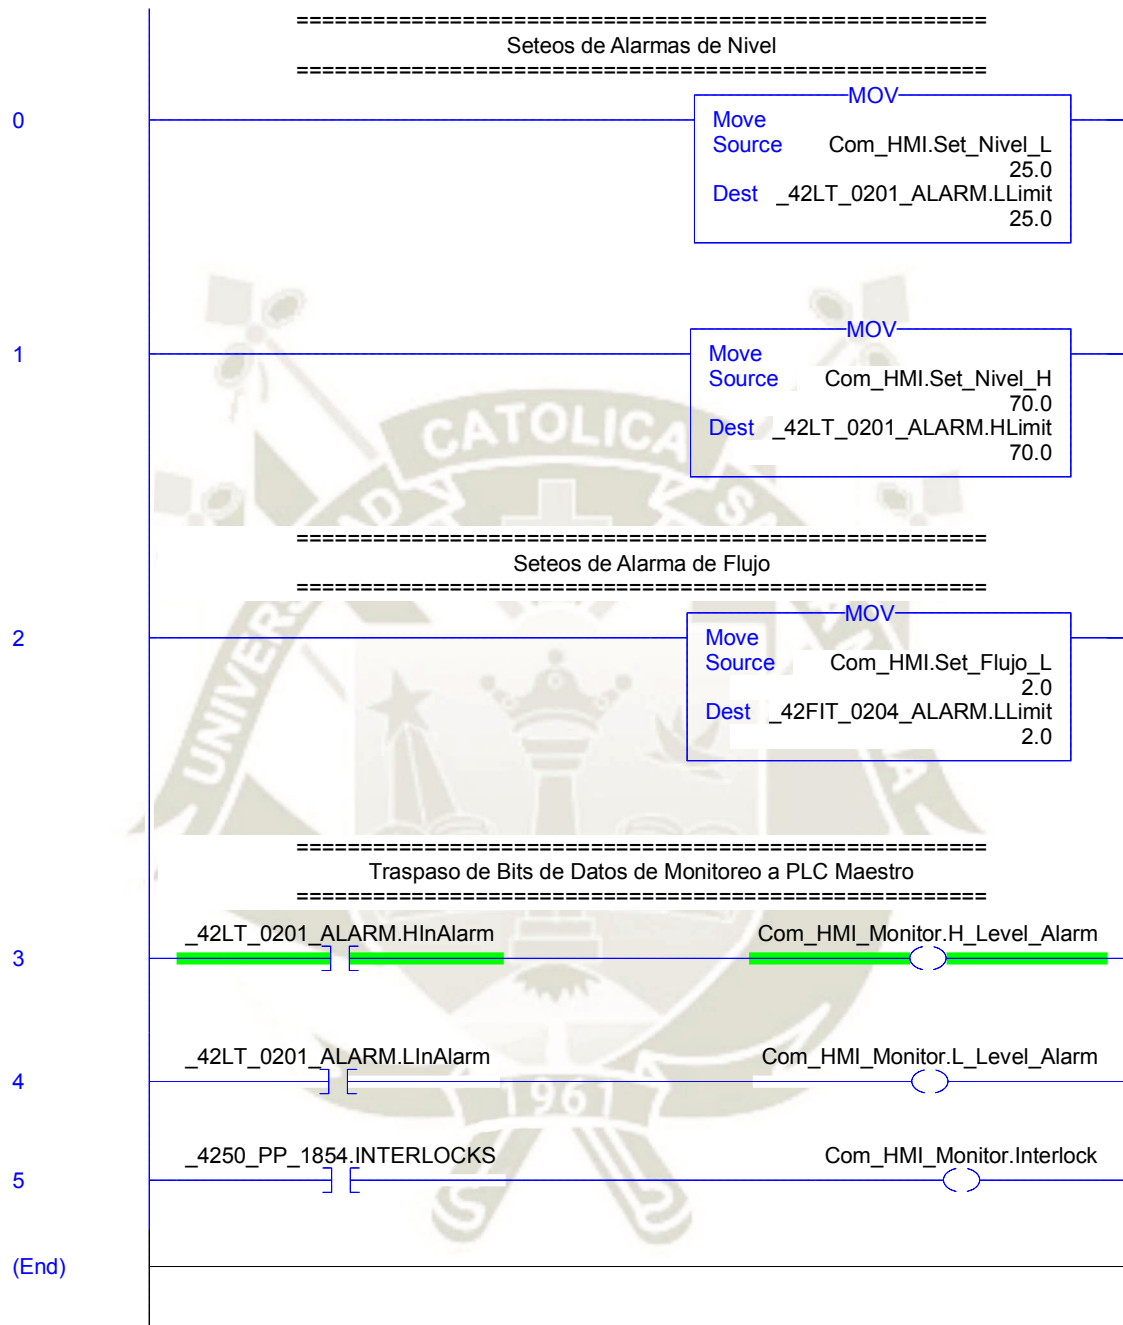 ====================================================
Seteos de Alarmas de Nivel
====================================================
0
MOV
Move
Source Com_HMI.Set_Nivel_L
25.0
Dest _42LT_0201_ALARM.LLimit
25.0
1
MOV
Move
Source Com_HMI.Set_Nivel_H
70.0
Dest _42LT_0201_ALARM.HLimit
70.0
CATOLICA
====================================================
Seteos de Alarma de Flujo
====================================================
2
MOV
Move
Source Com_HMI.Set_Flujo_L
2.0
Dest _42FIT_0204_ALARM.LLimit
2.0
====================================================
Traspaso de Bits de Datos de Monitoreo a PLC Maestro
====================================================
_42LT_0201_ALARM.HInAlarm Com_HMI_Monitor.H_Level_Alarm
3
_42LT_0201_ALARM.LInAlarm Com_HMI_Monitor.L_Level_Alarm
4
1961
_4250_PP_1854.INTERLOCKS Com_HMI_Monitor.Interlock
5
(End)